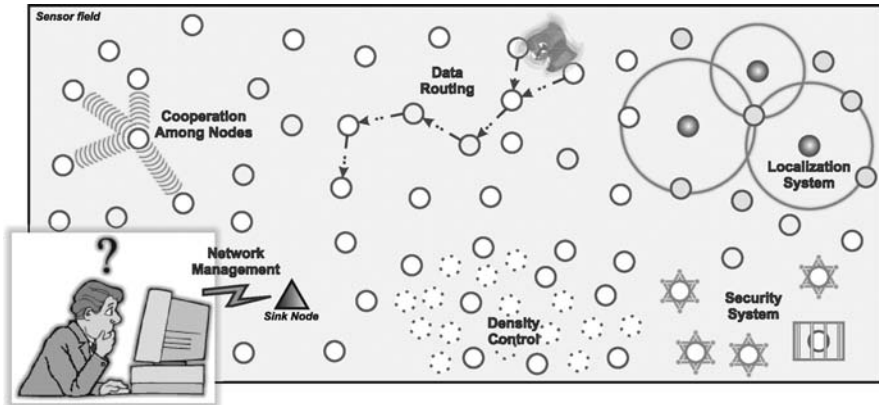 Sensor field
Data
Routing
Cooperation
Among Nodes
Localization
System
?
Network
Management
Sink Node
Density
Control
Security
System